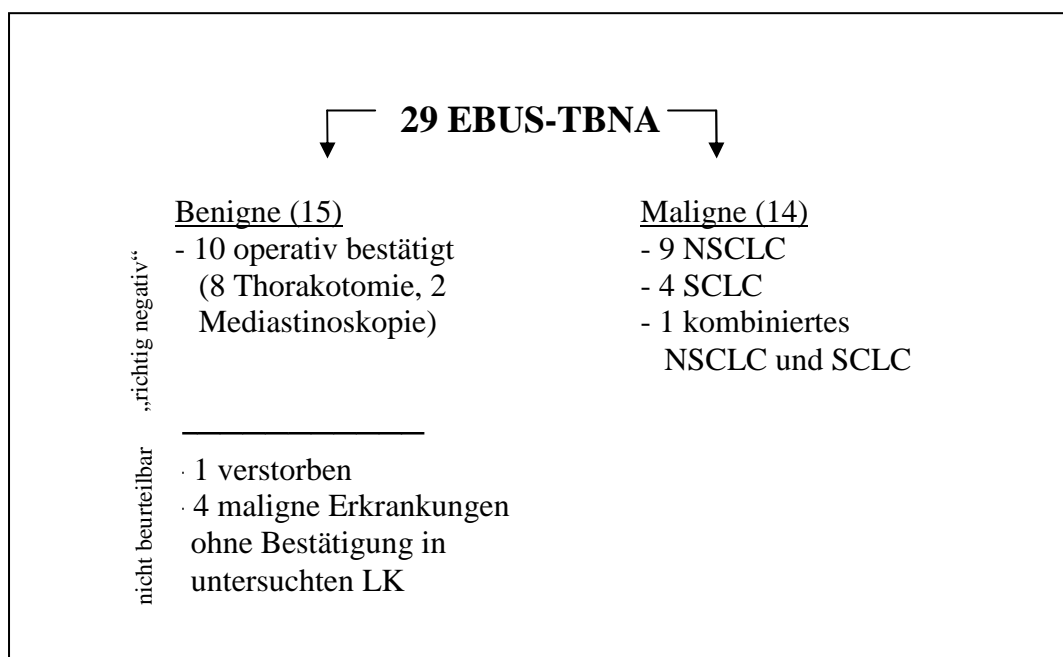 29 EBUS-TBNA
Benigne (15)
- 10 operativ bestätigt
(8 Thorakotomie, 2
Mediastinoskopie)
„richtig negativ“
Maligne (14)
- 9 NSCLC
- 4 SCLC
- 1 kombiniertes
NSCLC und SCLC
· 1 verstorben
· 4 maligne Erkrankungen
ohne Bestätigung in
untersuchten LK
nicht beurteilbar